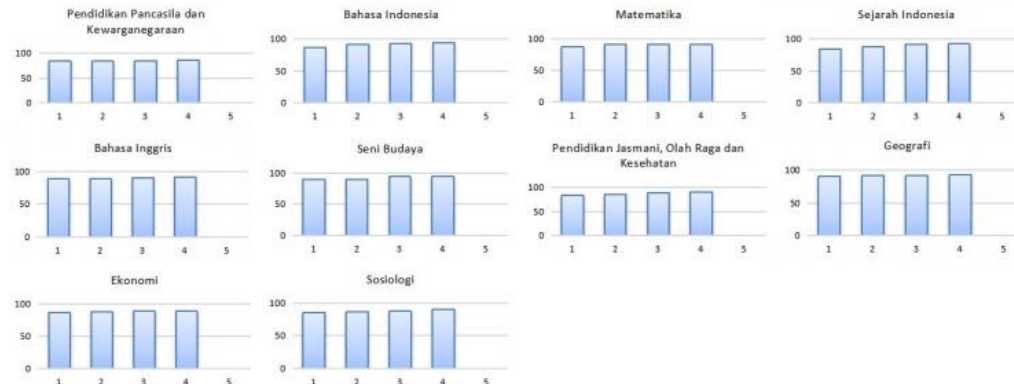 Pendidikan Pancasila dan
Kewarganegaraan
100
50
0
1 2 3 4 5
Bahasa Indonesia
100
50
0
1 2 3 4 5
Matematika
100
50
0
1 2 3 4 5
Sejarah Indonesia
100
50
0
1 2 3 4 5
Bahasa Inggris
100
50
0
1 2 3 4 5
Seni Budaya
100
50
0
1 2 3 4 5
Pendidikan Jasmani, Olah Raga dan
Kesehatan
100
50
0
1 2 3 4 5
Geografi
100
50
0
1 2 3 4 5
Ekonomi
100
50
0
1 2 3 4 5
Sosiologi
100
50
0
1 2 3 4 5